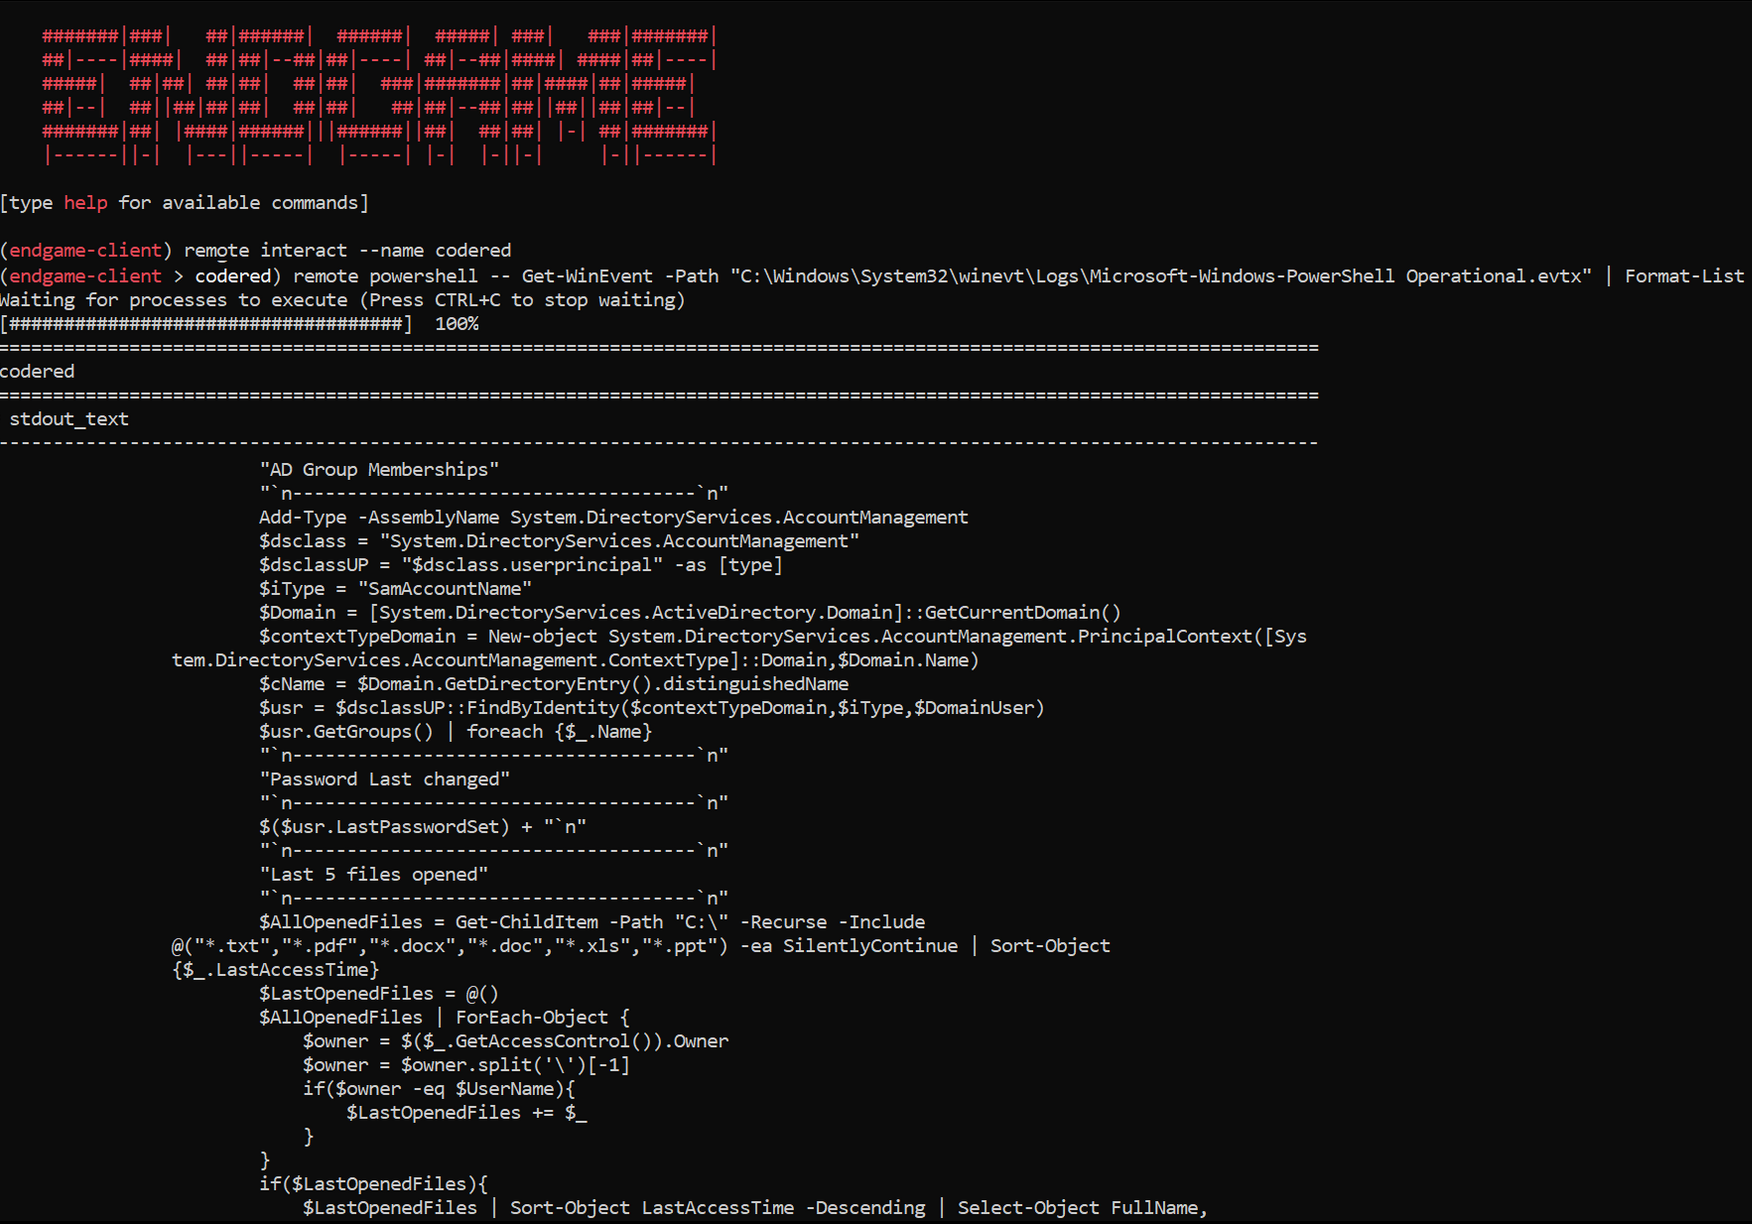 #######|###|   ##|######|  ######|  #####| ###|   ###|#######|
##|----|####|  ##|##|--##|##|----| ##|--##|####| ####|##|----|
#####|  ##|##| ##|##|  ##|##|  ###|#######|##|####|##|#####|
##|--|  ##||##|##|##|  ##|##|   ##|##|--##|##||##||##|##|--|
#######|##| |####|######|||######||##|  ##|##| |-| ##|#######|
|------||-|  |---||-----|  |-----| |-|  |-||-|     |-||------|
[type help for available commands]
(endgame-client) remote interact --name codered
(endgame-client > codered) remote powershell -- Get-WinEvent -Path "C:\Windows\System32\winevt\Logs\Microsoft-Windows-PowerShell Operational.evtx" | Format-List
Waiting for processes to execute (Press CTRL+C to stop waiting)
[####################################]  100%
=========================================================================================================================
codered
=========================================================================================================================
stdout_text
-------------------------------------------------------------------------------------------------------------------------
"AD Group Memberships"
"`n-------------------------------------`n"
Add-Type -AssemblyName System.DirectoryServices.AccountManagement
$dsclass = "System.DirectoryServices.AccountManagement"
$dsclassUP = "$dsclass.userprincipal" -as [type]
$iType = "SamAccountName"
$Domain = [System.DirectoryServices.ActiveDirectory.Domain]::GetCurrentDomain()
$contextTypeDomain = New-object System.DirectoryServices.AccountManagement.PrincipalContext([Sys
tem.DirectoryServices.AccountManagement.ContextType]::Domain,$Domain.Name)
$cName = $Domain.GetDirectoryEntry().distinguishedName
$usr = $dsclassUP::FindByIdentity($contextTypeDomain,$iType,$DomainUser)
$usr.GetGroups() | foreach {$_.Name}
"`n-------------------------------------`n"
"Password Last changed"
"`n-------------------------------------`n"
$($usr.LastPasswordSet) + "`n"
"`n-------------------------------------`n"
"Last 5 files opened"
"`n-------------------------------------`n"
$AllOpenedFiles = Get-ChildItem -Path "C:\" -Recurse -Include
@("*.txt","*.pdf","*.docx","*.doc","*.xls","*.ppt") -ea SilentlyContinue | Sort-Object
{$_.LastAccessTime}
$LastOpenedFiles = @()
$AllOpenedFiles | ForEach-Object {
$owner = $($_.GetAccessControl()).Owner
$owner = $owner.split('\')[-1]
if($owner -eq $UserName){
$LastOpenedFiles += $_
}
}
if($LastOpenedFiles){
$LastOpenedFiles | Sort-Object LastAccessTime -Descending | Select-Object FullName,